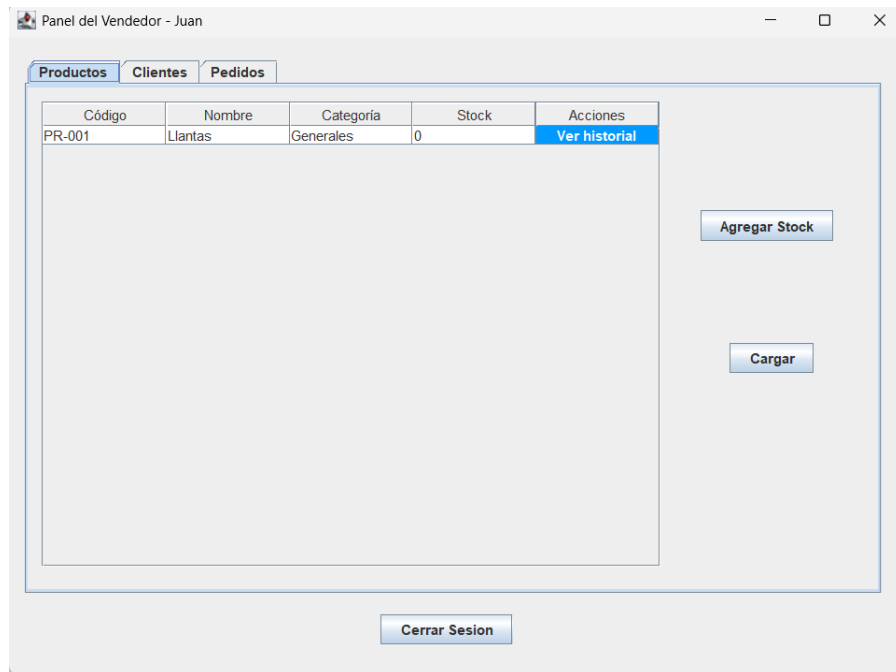 Panel del Vendedor - Juan
Productos Clientes Pedidos
Código Nombre Categoría Stock Acciones
PR-001 Llantas Generales 0 Ver historial
Agregar Stock
Cargar
Cerrar Sesion